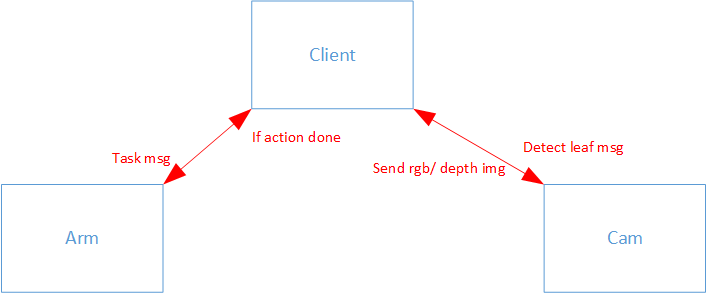 Client
If action done
Task msg
Detect leaf msg
Send rgb/ depth img
Arm
Cam